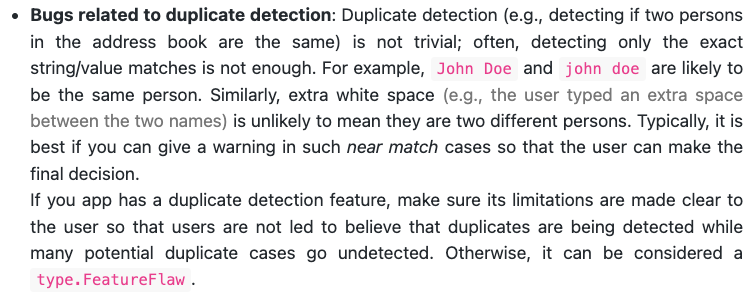 • Bugs related to duplicate detection: Duplicate detection (e.g., detecting if two persons
in the address book are the same) is not trivial; often, detecting only the exact
string/value matches is not enough. For example, John Doe and john doe are likely to
be the same person. Similarly, extra white space (e.g., the user typed an extra space
between the two names) is unlikely to mean they are two different persons. Typically, it is
best if you can give a warning in such near match cases so that the user can make the
final decision.
If you app has a duplicate detection feature, make sure its limitations are made clear to
the user so that users are not led to believe that duplicates are being detected while
many potential duplicate cases go undetected. Otherwise, it can be considered a
type.FeatureFlaw.